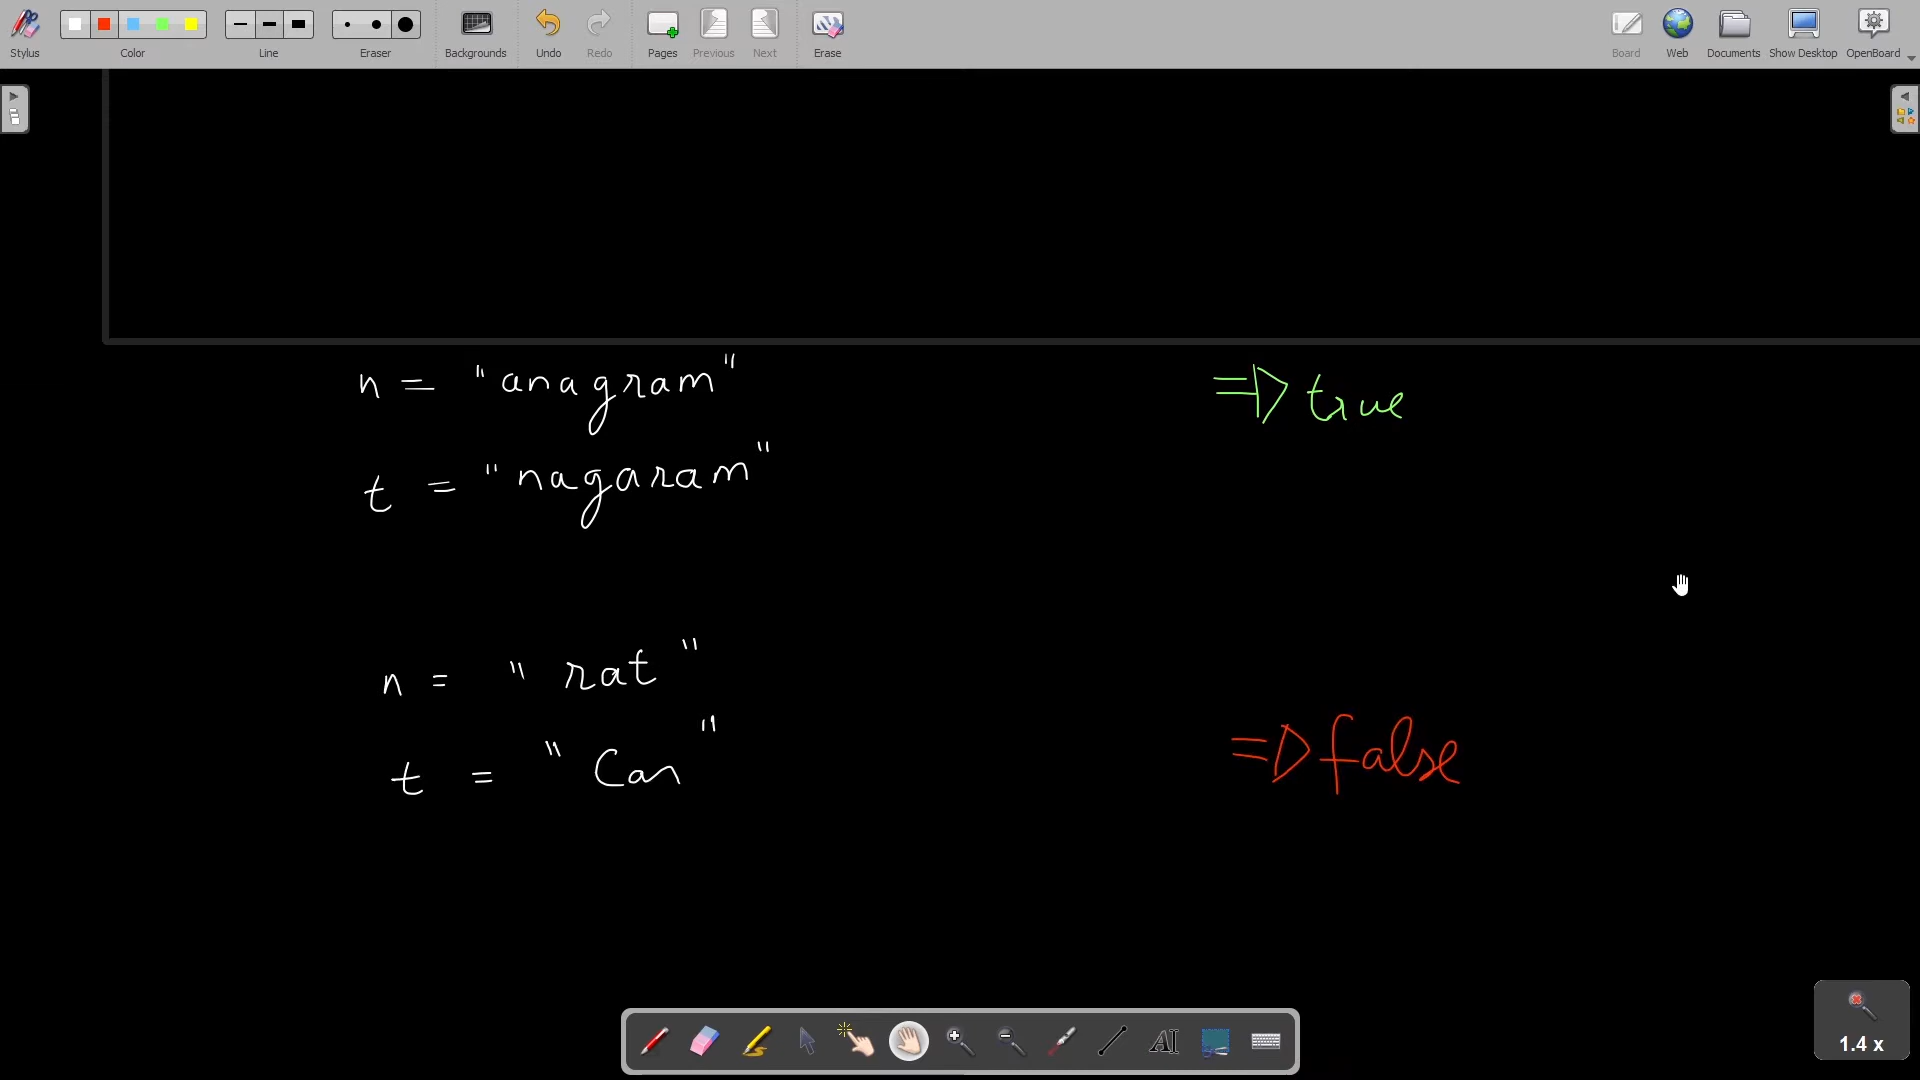 Stylus Color Line Eraser Backgrounds Undo Redo Pages Previous Next Erase Board Web Documents Show Desktop OpenBoard
n = "anagram" => true
t = "nagaram"
n = "rat"
t = "Can" => false
AI
1.4 x